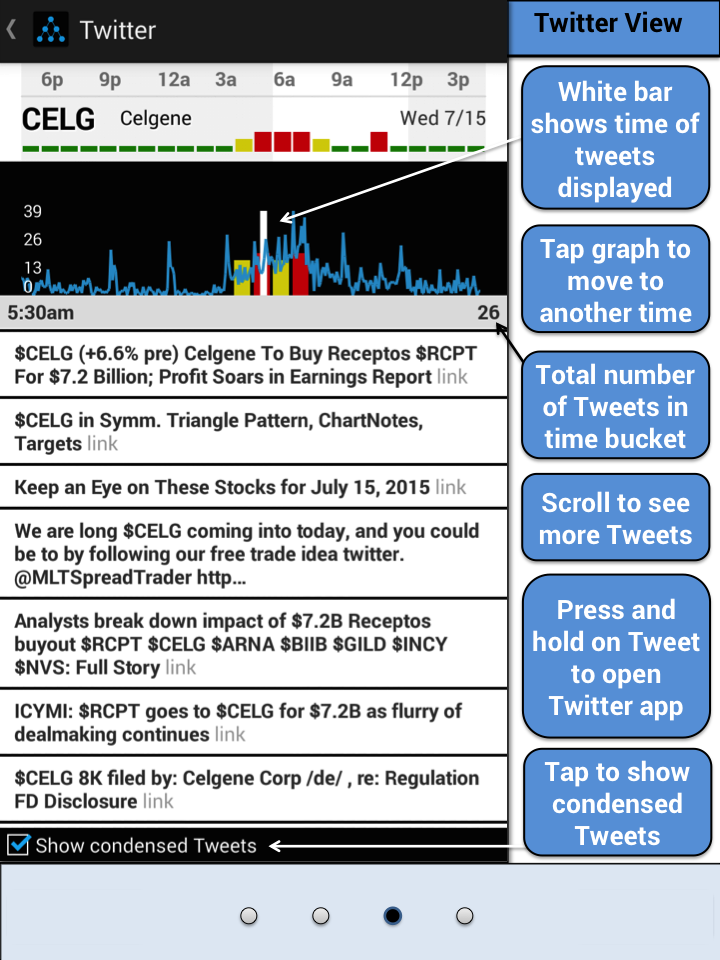 Twitter
Twitter View
6p 9p 12a 3a 6a 9a 12p 3p
CELG Celgene Wed 7/15
39
26
13
0
5:30am 26
$CELG (+6.6% pre) Celgene To Buy Receptos $RCPT
For $7.2 Billion; Profit Soars in Earnings Report link
$CELG in Symm. Triangle Pattern, ChartNotes,
Targets link
Keep an Eye on These Stocks for July 15, 2015 link
We are long $CELG coming into today, and you could
be to by following our free trade idea twitter.
@MLTSpreadTrader http...
Analysts break down impact of $7.2B Receptos
buyout $RCPT $CELG $ARNA $BIIB $GILD $INCY
$NVS: Full Story link
ICYMI: $RCPT goes to $CELG for $7.2B as flurry of
dealmaking continues link
$CELG 8K filed by: Celgene Corp /de/ , re: Regulation
FD Disclosure link
Show condensed Tweets
White bar
shows time of
tweets
displayed
Tap graph to
move to
another time
Total number
of Tweets in
time bucket
Scroll to see
more Tweets
Press and
hold on Tweet
to open
Twitter app
Tap to show
condensed
Tweets